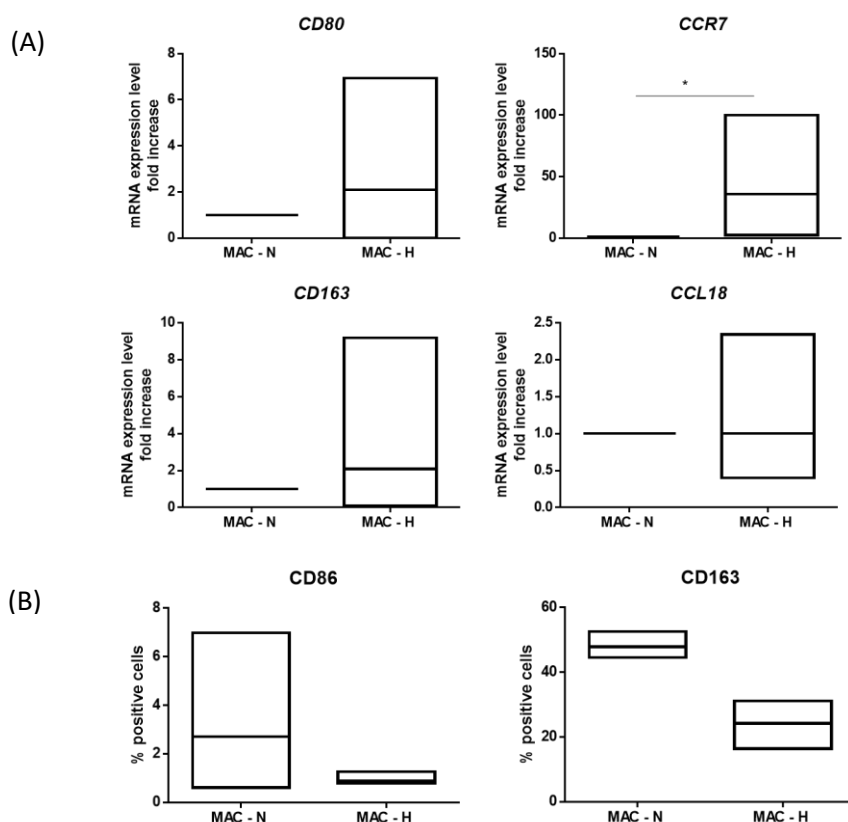 (A)
CD80
mRNA expression level
fold increase
8
6
4
2
0
MAC - N
MAC - H
CCR7
mRNA expression level
fold increase
150
100
50
0
*
MAC - N
MAC - H
CD163
mRNA expression level
fold increase
10
8
6
4
2
0
MAC - N
MAC - H
CCL18
mRNA expression level
fold increase
2.5
2.0
1.5
1.0
0.5
0.0
MAC - N
MAC - H
(B)
CD86
% positive cells
8
6
4
2
0
MAC - N
MAC - H
CD163
% positive cells
60
40
20
0
MAC - N
MAC - H